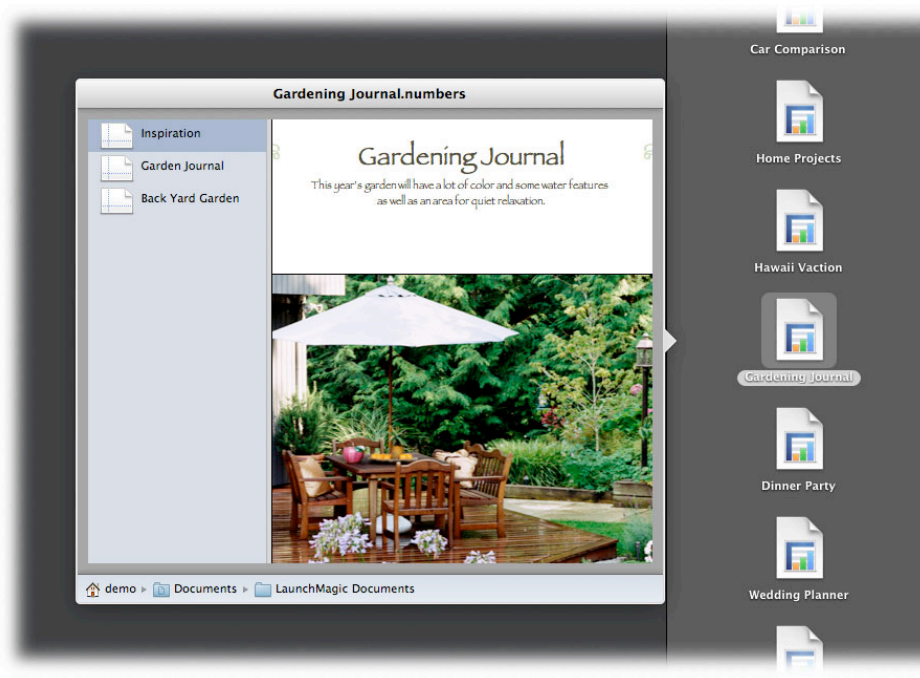 Gardening Journal.numbers
Inspiration
Garden Journal
Back Yard Garden
Gardening Journal
This year's garden will have a lot of color and some water features
as well as an area for quiet relaxation.
demo ▸ Documents ▸ LaunchMagic Documents
Car Comparison
Home Projects
Hawaii Vaction
Gardening Journal
Dinner Party
Wedding Planner